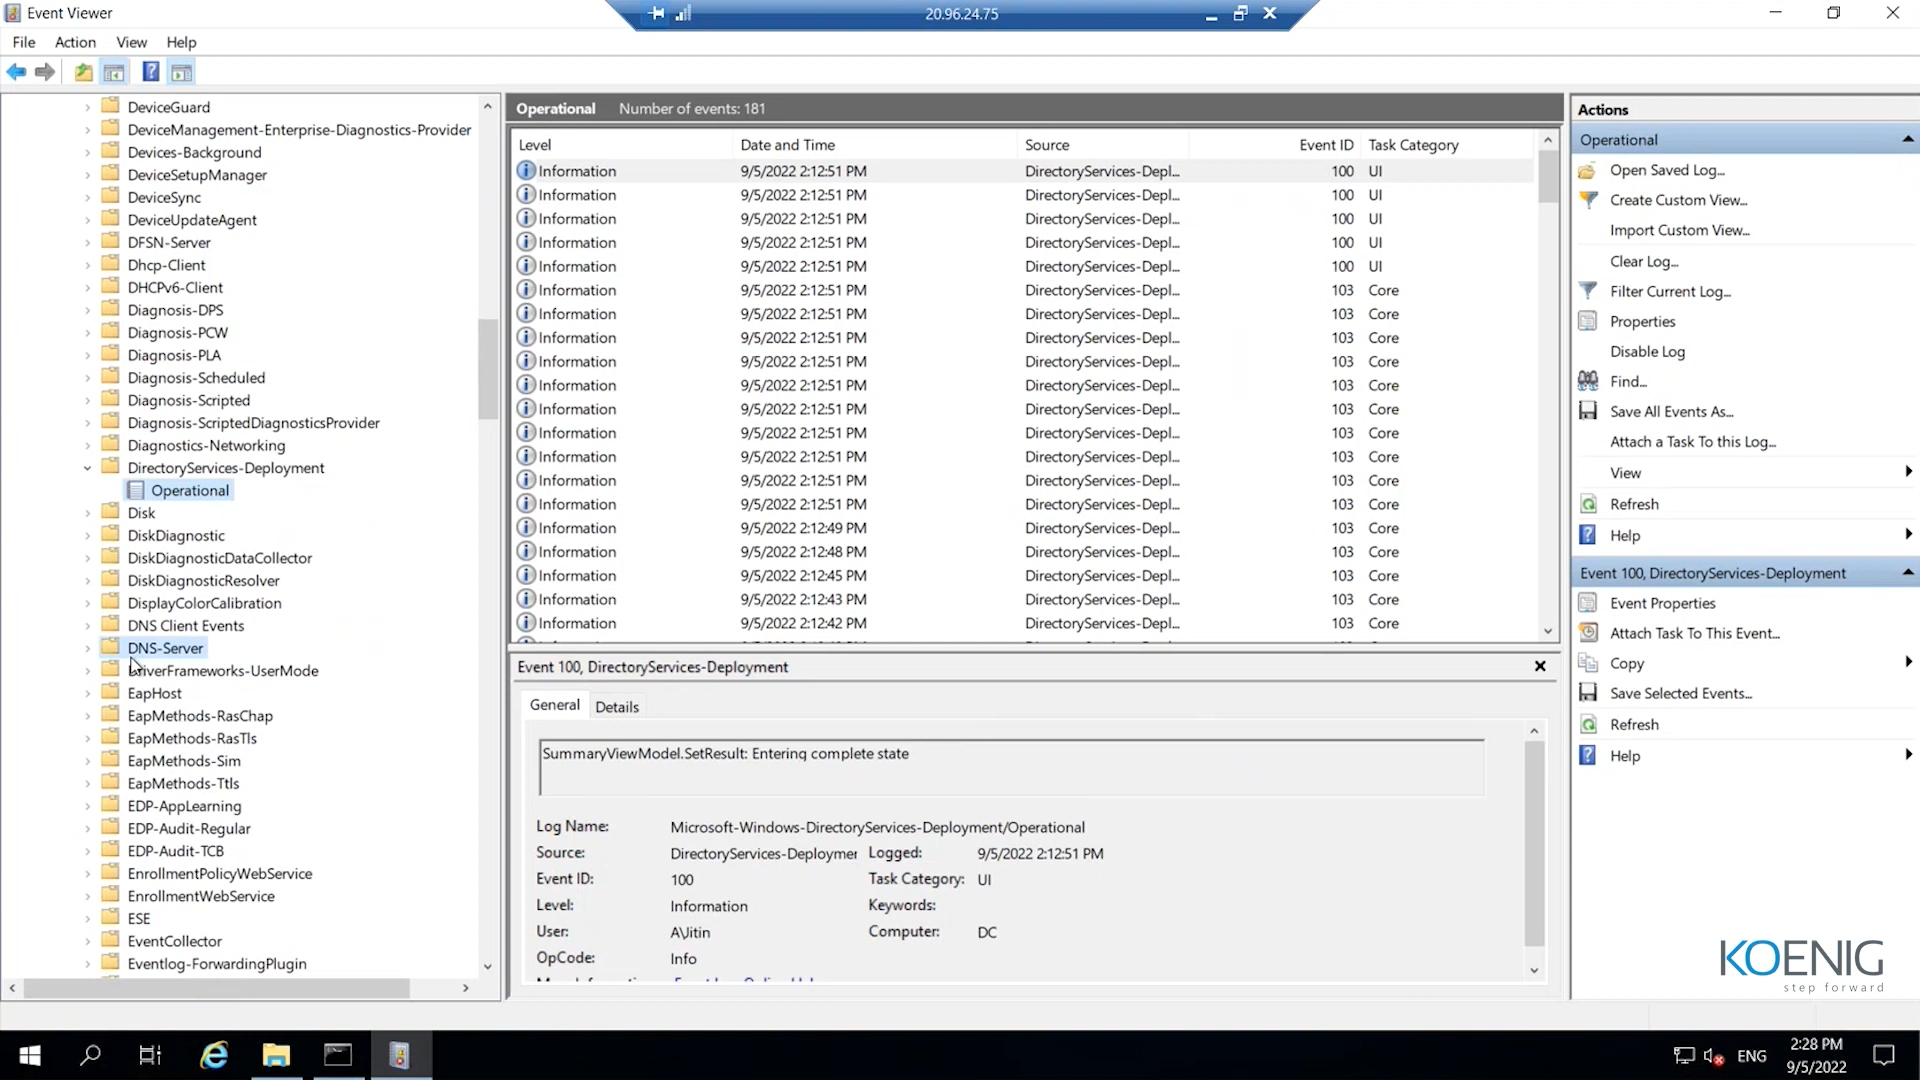 Event Viewer
20.96.24.75
File Action View Help
DeviceGuard
DeviceManagement-Enterprise-Diagnostics-Provider
Devices-Background
DeviceSetupManager
DeviceSync
DeviceUpdateAgent
DFSN-Server
Dhcp-Client
DHCPv6-Client
Diagnosis-DPS
Diagnosis-PCW
Diagnosis-PLA
Diagnosis-Scheduled
Diagnosis-Scripted
Diagnosis-ScriptedDiagnosticsProvider
Diagnostics-Networking
DirectoryServices-Deployment
Operational
Disk
DiskDiagnostic
DiskDiagnosticDataCollector
DiskDiagnosticResolver
DisplayColorCalibration
DNS Client Events
DNS-Server
DriverFrameworks-UserMode
EapHost
EapMethods-RasChap
EapMethods-RasTls
EapMethods-Sim
EapMethods-Ttls
EDP-AppLearning
EDP-Audit-Regular
EDP-Audit-TCB
EnrollmentPolicyWebService
EnrollmentWebService
ESE
EventCollector
Eventlog-ForwardingPlugin
Operational Number of events: 181
Level Date and Time Source Event ID Task Category
Information 9/5/2022 2:12:51 PM DirectoryServices-Depl... 100 UI
Information 9/5/2022 2:12:51 PM DirectoryServices-Depl... 100 UI
Information 9/5/2022 2:12:51 PM DirectoryServices-Depl... 100 UI
Information 9/5/2022 2:12:51 PM DirectoryServices-Depl... 100 UI
Information 9/5/2022 2:12:51 PM DirectoryServices-Depl... 100 UI
Information 9/5/2022 2:12:51 PM DirectoryServices-Depl... 103 Core
Information 9/5/2022 2:12:51 PM DirectoryServices-Depl... 103 Core
Information 9/5/2022 2:12:51 PM DirectoryServices-Depl... 103 Core
Information 9/5/2022 2:12:51 PM DirectoryServices-Depl... 103 Core
Information 9/5/2022 2:12:51 PM DirectoryServices-Depl... 103 Core
Information 9/5/2022 2:12:51 PM DirectoryServices-Depl... 103 Core
Information 9/5/2022 2:12:51 PM DirectoryServices-Depl... 103 Core
Information 9/5/2022 2:12:51 PM DirectoryServices-Depl... 103 Core
Information 9/5/2022 2:12:51 PM DirectoryServices-Depl... 103 Core
Information 9/5/2022 2:12:51 PM DirectoryServices-Depl... 103 Core
Information 9/5/2022 2:12:49 PM DirectoryServices-Depl... 103 Core
Information 9/5/2022 2:12:48 PM DirectoryServices-Depl... 103 Core
Information 9/5/2022 2:12:45 PM DirectoryServices-Depl... 103 Core
Information 9/5/2022 2:12:43 PM DirectoryServices-Depl... 103 Core
Information 9/5/2022 2:12:42 PM DirectoryServices-Depl... 103 Core
Event 100, DirectoryServices-Deployment
General Details
SummaryViewModel.SetResult: Entering complete state
Log Name: Microsoft-Windows-DirectoryServices-Deployment/Operational
Source: DirectoryServices-Deploymer Logged: 9/5/2022 2:12:51 PM
Event ID: 100 Task Category: UI
Level: Information Keywords:
User: A\Jitin Computer: DC
OpCode: Info
Actions
Operational
Open Saved Log...
Create Custom View...
Import Custom View...
Clear Log...
Filter Current Log...
Properties
Disable Log
Find...
Save All Events As...
Attach a Task To this Log...
View
Refresh
Help
Event 100, DirectoryServices-Deployment
Event Properties
Attach Task To This Event...
Copy
Save Selected Events...
Refresh
Help
KOENIG
step forward
ENG
2:28 PM
9/5/2022